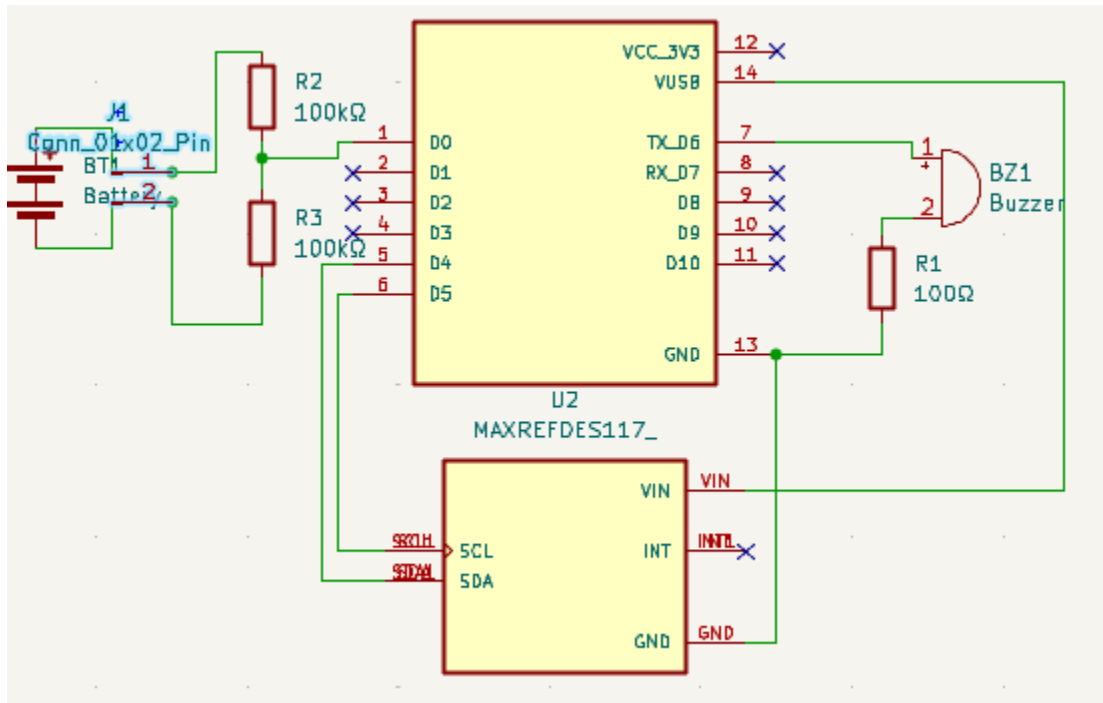 VCC_3V3 12
VUSB 14
R2
100kΩ
J1
Conn_01x02_Pin
BT1
1
Battery
2
1 D0
2 D1
3 D2
4 D3
5 D4
6 D5
TX_D6 7
RX_D7 8
D8 9
D9 10
D10 11
GND 13
R3
100kΩ
1
+
2
BZ1
Buzzer
R1
100Ω
U2
MAXREFDES117_
VIN VIN
SCL
INT
SDA
GND GND